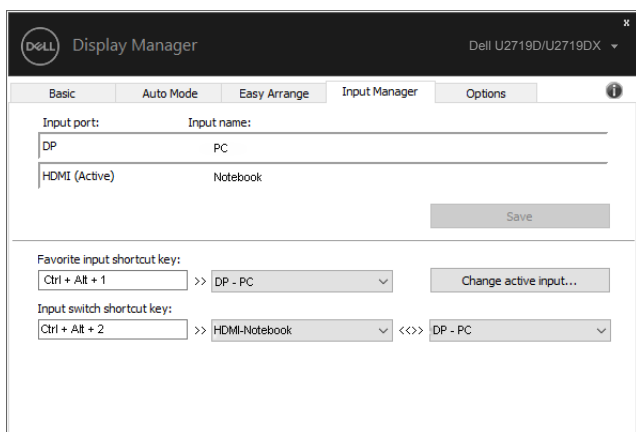 x
DELL Display Manager Dell U2719D/U2719DX
Basic Auto Mode Easy Arrange Input Manager Options i
Input port: Input name:
DP PC
HDMI (Active) Notebook
Save
Favorite input shortcut key:
Ctrl + Alt + 1 >> DP - PC Change active input...
Input switch shortcut key:
Ctrl + Alt + 2 >> HDMI-Notebook <<>> DP - PC